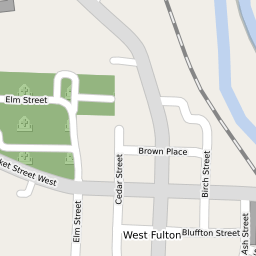 Elm Street
Brown Place
ket Street West
Cedar Street
Birch Street
Elm Street
West Fulton
Bluffton Street
Ash Street